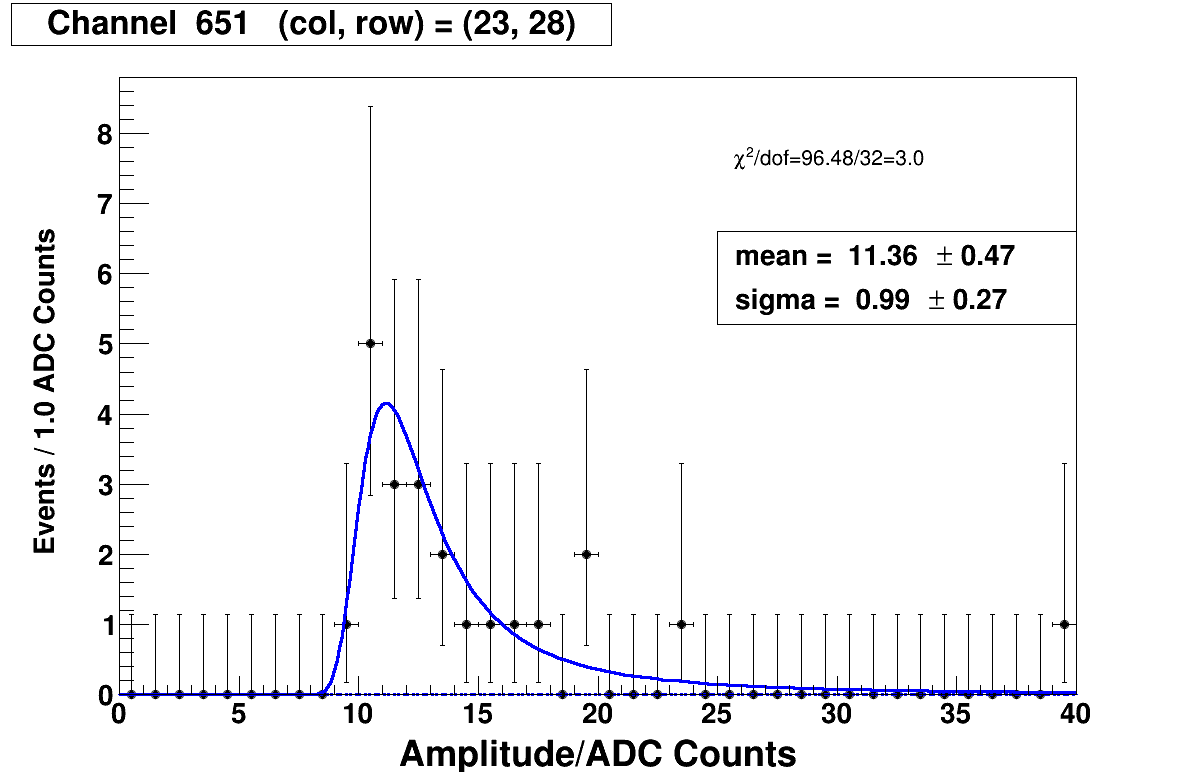 Channel 651 (col, row) = (23, 28)
χ²/dof=96.48/32=3.0
mean = 11.36 ± 0.47
sigma = 0.99 ± 0.27
Events / 1.0 ADC Counts
8
7
6
5
4
3
2
1
0
0 5 10 15 20 25 30 35 40
Amplitude/ADC Counts